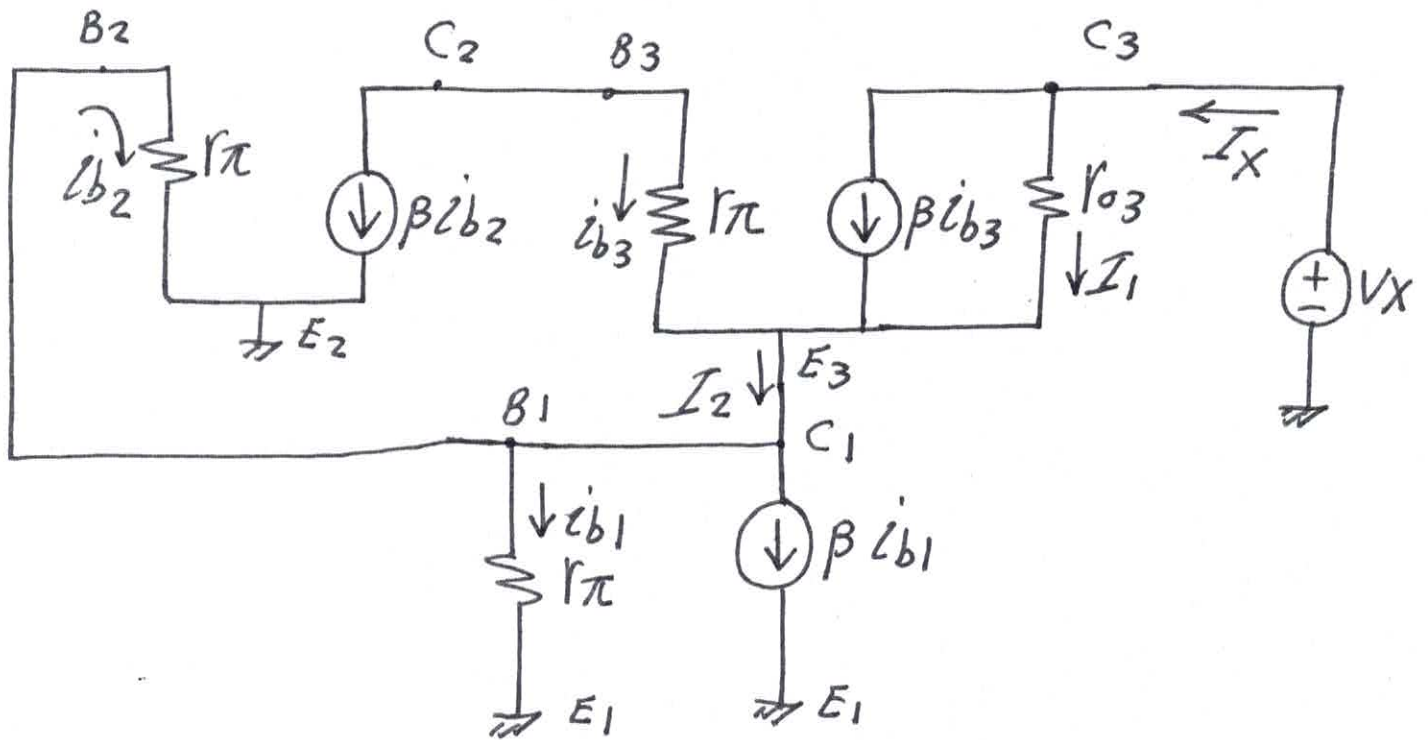 B2
C2
B3
C3
ib2
rπ
βib2
ib3
rπ
βib3
ro3
I1
IX
+
−
VX
E2
E3
I2
B1
C1
ib1
rπ
βib1
E1
E1